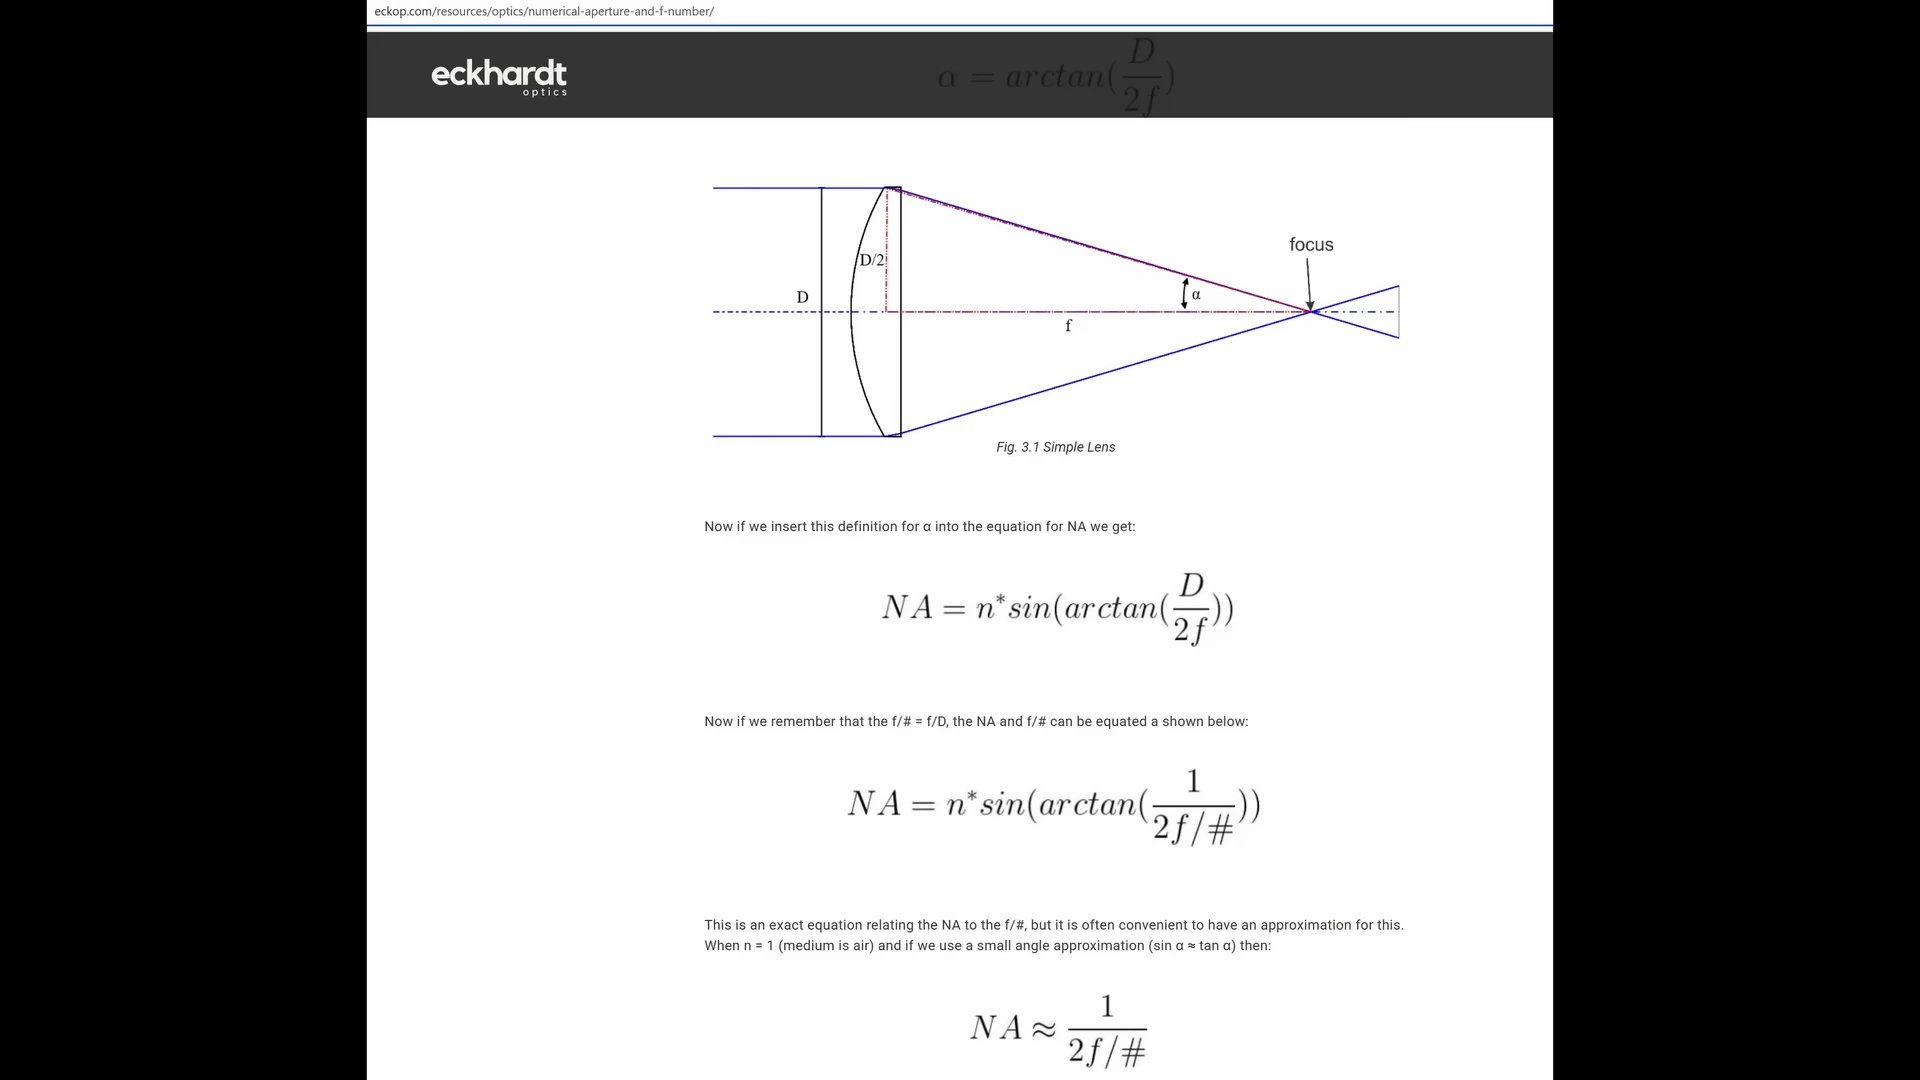 eckop.com/resources/optics/numerical-aperture-and-f-number/
eckhardt
optics
α = arctan(D/2f)
D/2
focus
D
α
f
Fig. 3.1 Simple Lens
Now if we insert this definition for α into the equation for NA we get:
NA = n*sin(arctan(D/2f))
Now if we remember that the f/# = f/D, the NA and f/# can be equated a shown below:
NA = n*sin(arctan(1/2f/#))
This is an exact equation relating the NA to the f/#, but it is often convenient to have an approximation for this.
When n = 1 (medium is air) and if we use a small angle approximation (sin α ≈ tan α) then:
NA ≈ 1/2f/#